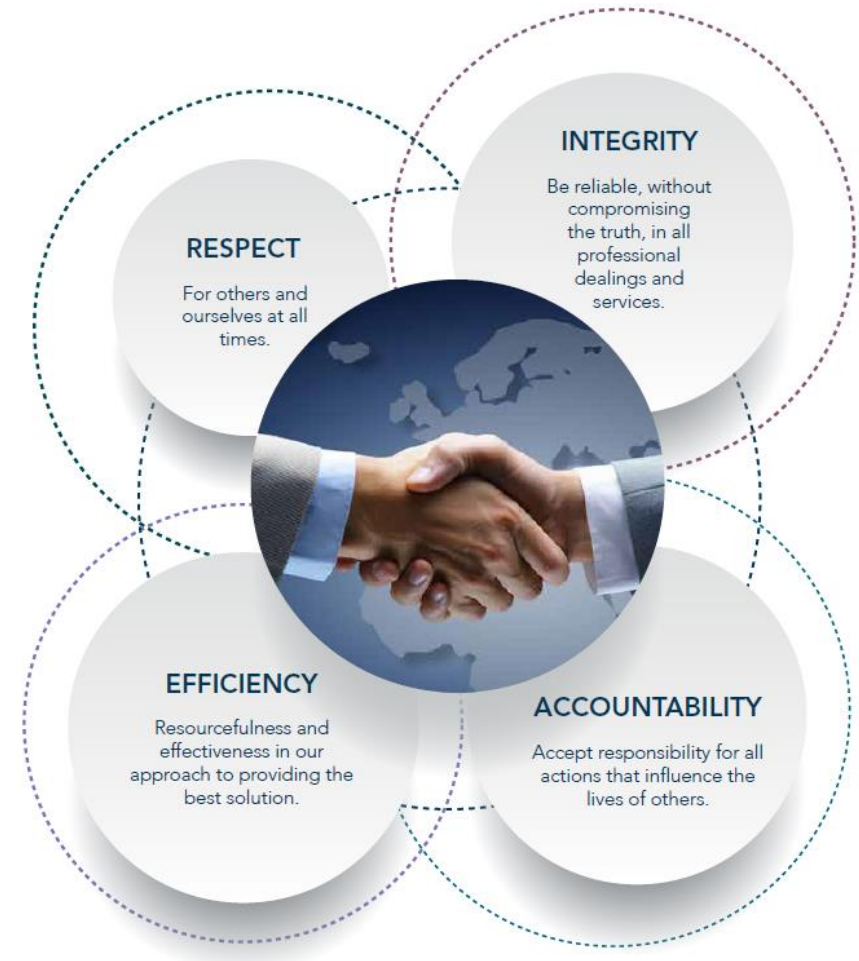 RESPECT
For others and
ourselves at all
times.
INTEGRITY
Be reliable, without
compromising
the truth, in all
professional
dealings and
services.
EFFICIENCY
Resourcefulness and
effectiveness in our
approach to providing the
best solution.
ACCOUNTABILITY
Accept responsibility for all
actions that influence the
lives of others.